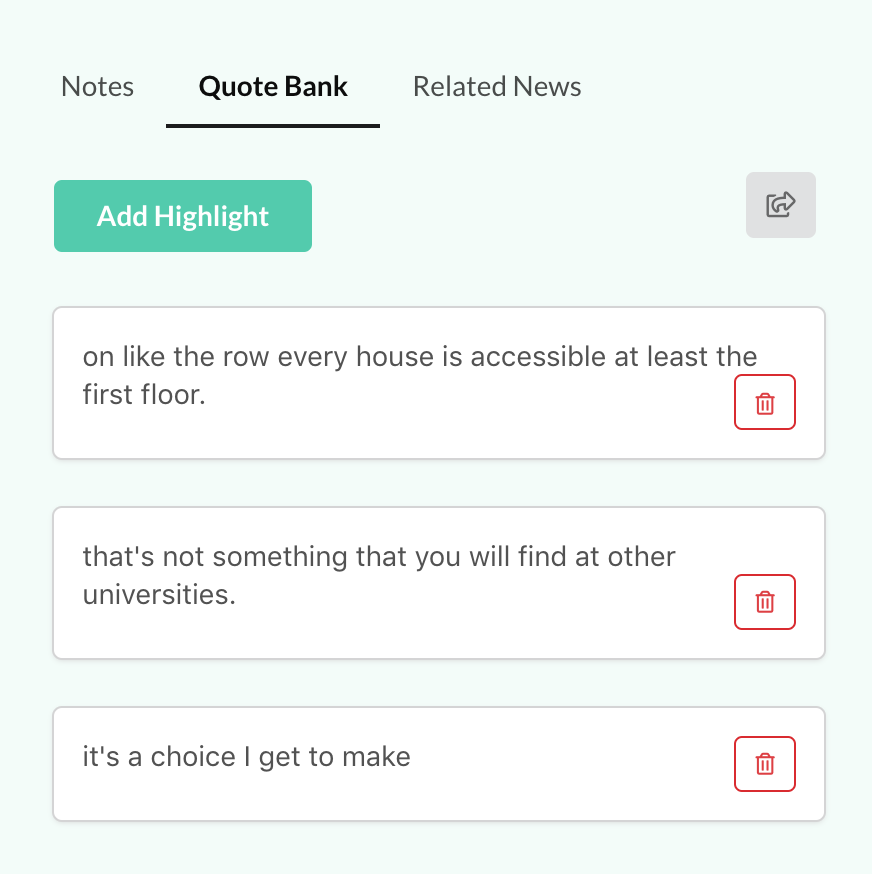 Notes Quote Bank Related News
Add Highlight
on like the row every house is accessible at least the
first floor.
that's not something that you will find at other
universities.
it's a choice I get to make